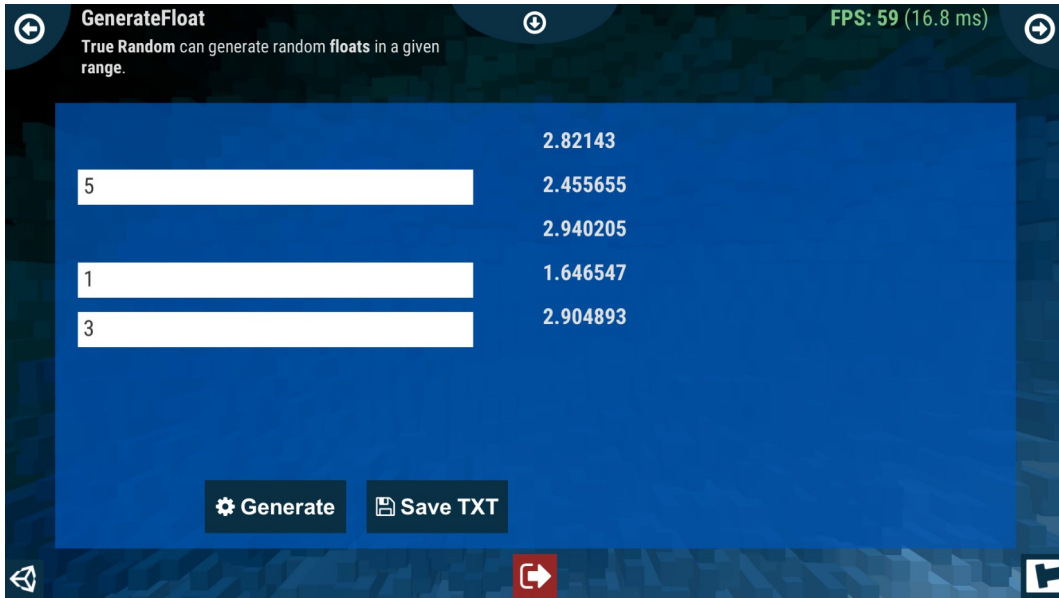 GenerateFloat
True Random can generate random floats in a given
range.
FPS: 59 (16.8 ms)
5
1
3
2.82143
2.455655
2.940205
1.646547
2.904893
Generate
Save TXT